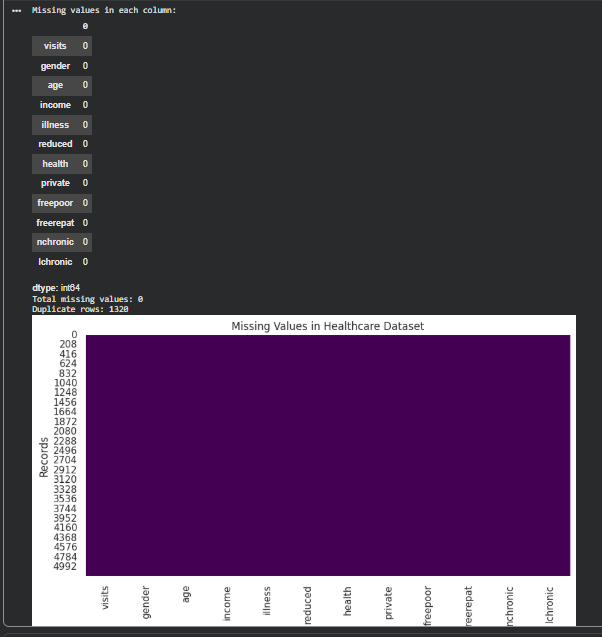 Missing values in each column:
0
visits 0
gender 0
age 0
income 0
illness 0
reduced 0
health 0
private 0
freepoor 0
freerepat 0
nchronic 0
lchronic 0
dtype: int64
Total missing values: 0
Duplicate rows: 1320
Missing Values in Healthcare Dataset
Records
0
208
416
624
832
1040
1248
1456
1664
1872
2080
2288
2496
2704
2912
3120
3328
3536
3744
3952
4160
4368
4576
4784
4992
visits
gender
age
income
illness
reduced
health
private
freepoor
reerepat
nchronic
lchronic